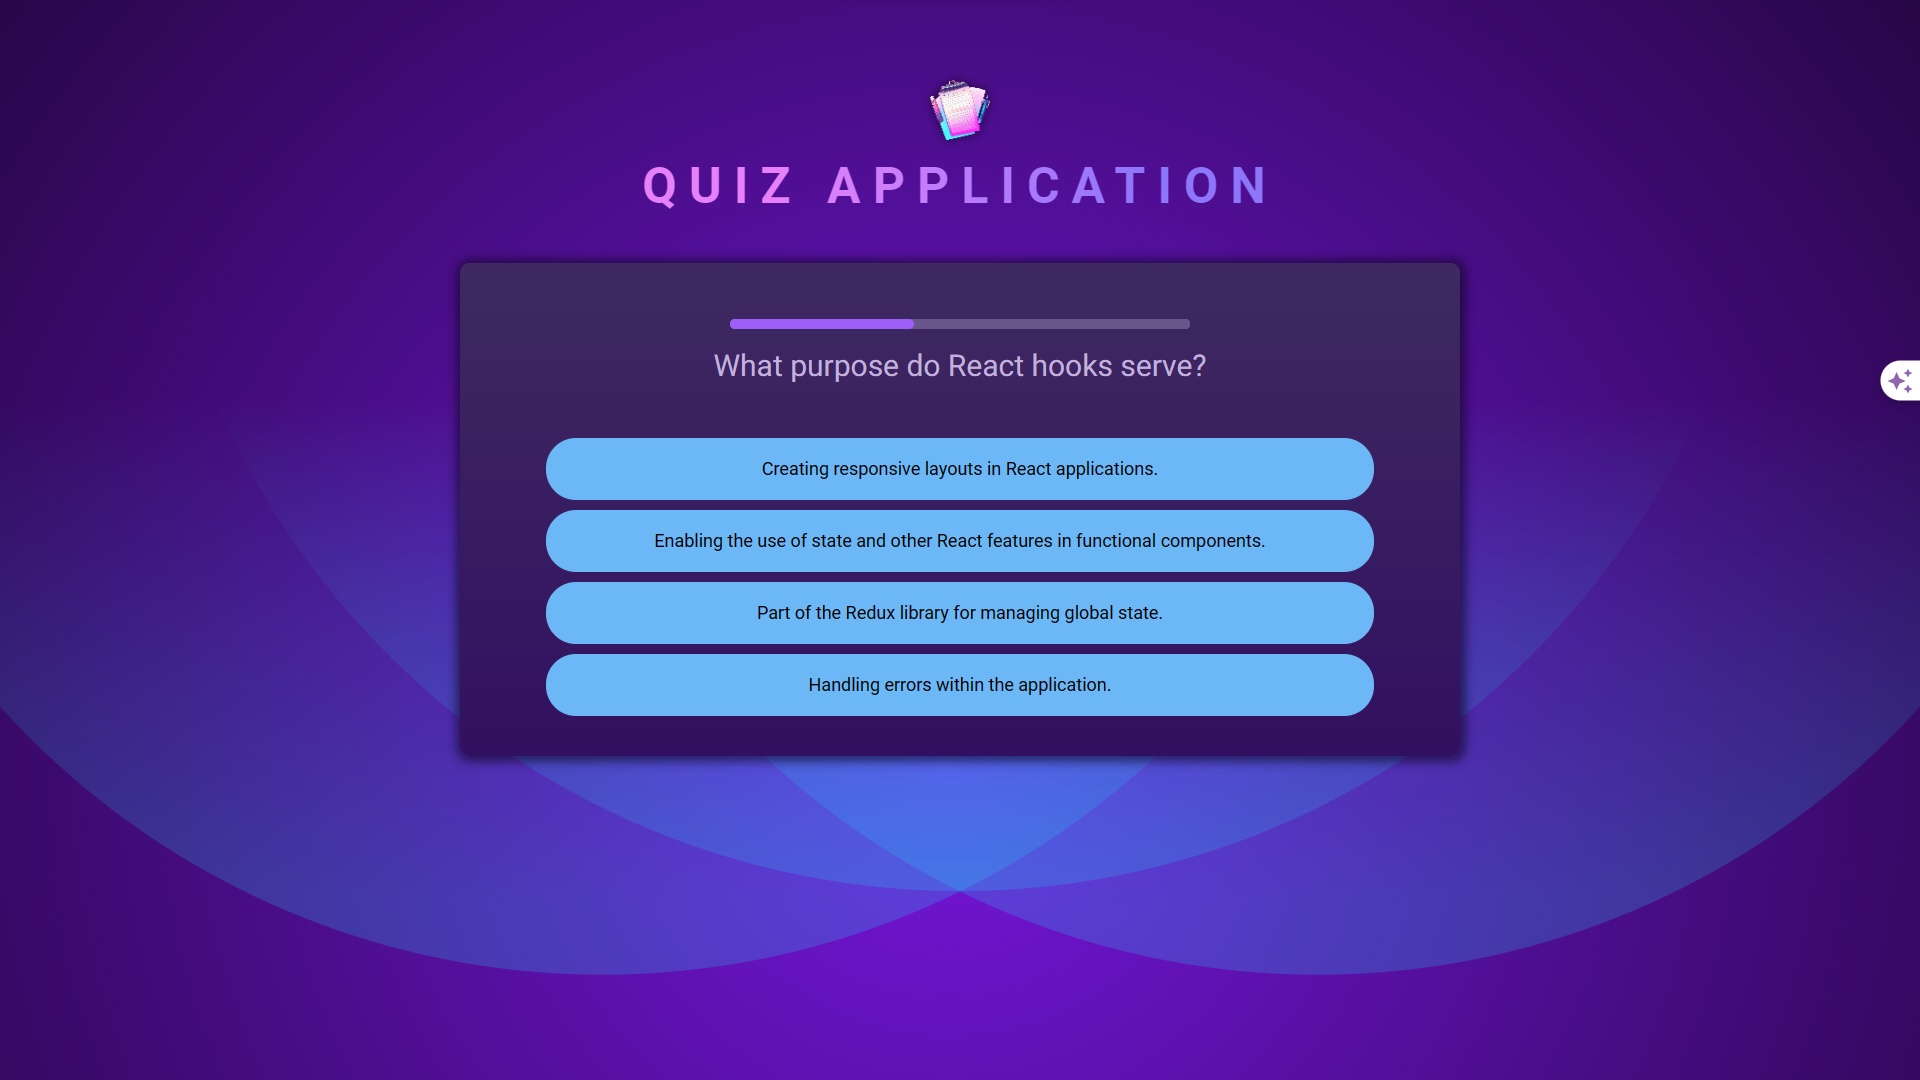 QUIZ APPLICATION
What purpose do React hooks serve?
Creating responsive layouts in React applications.
Enabling the use of state and other React features in functional components.
Part of the Redux library for managing global state.
Handling errors within the application.